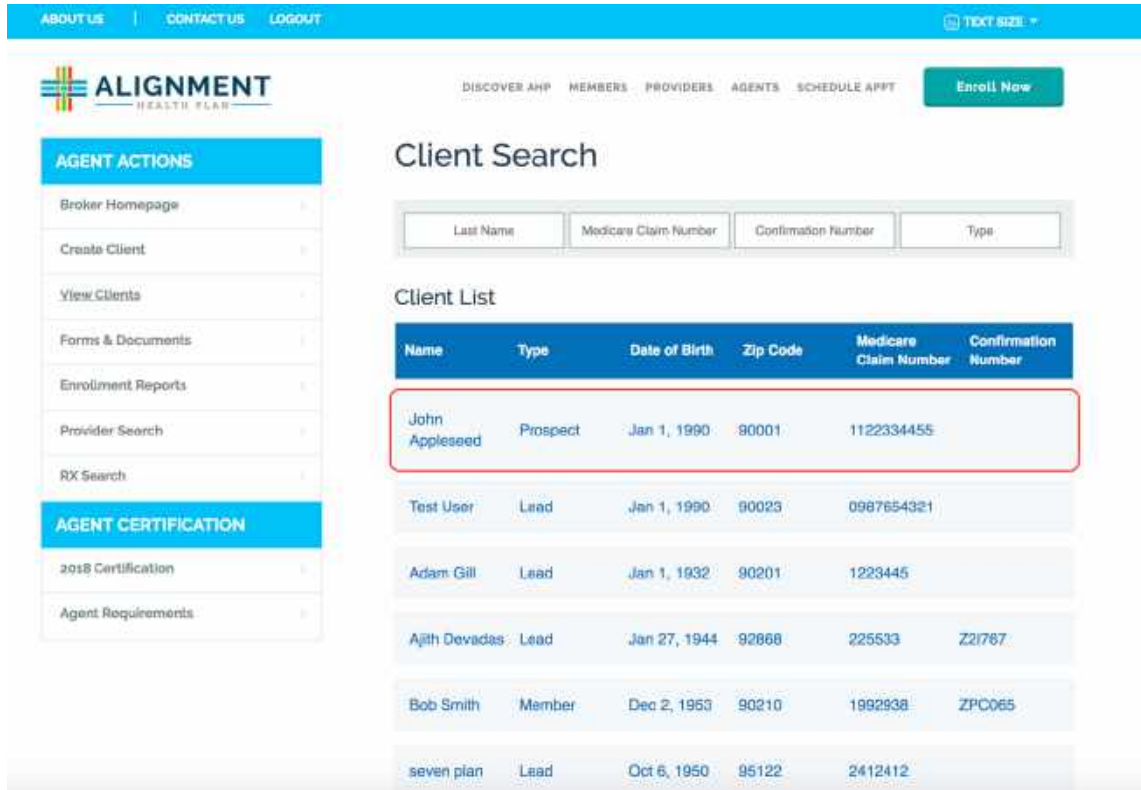 ABOUT US | CONTACT US LOGOUT TEXT SIZE
ALIGNMENT
HEALTH PLAN
DISCOVER AHP MEMBERS PROVIDERS AGENTS SCHEDULE APPT Enroll Now
AGENT ACTIONS
Broker Homepage
Create Client
View Clients
Forms & Documents
Enrollment Reports
Provider Search
RX Search
AGENT CERTIFICATION
2018 Certification
Agent Requirements
Client Search
Last Name Medicare Claim Number Confirmation Number Type
Client List
Name Type Date of Birth Zip Code Medicare Claim Number Confirmation Number
John Appleseed Prospect Jan 1, 1990 90001 1122334455
Test User Lead Jan 1, 1990 90023 0987654321
Adam Gill Lead Jan 1, 1932 90201 1223445
Ajith Devadas Lead Jan 27, 1944 92868 225533 Z2I767
Bob Smith Member Dec 2, 1953 90210 1992938 ZPC065
seven plan Lead Oct 6, 1950 95122 2412412